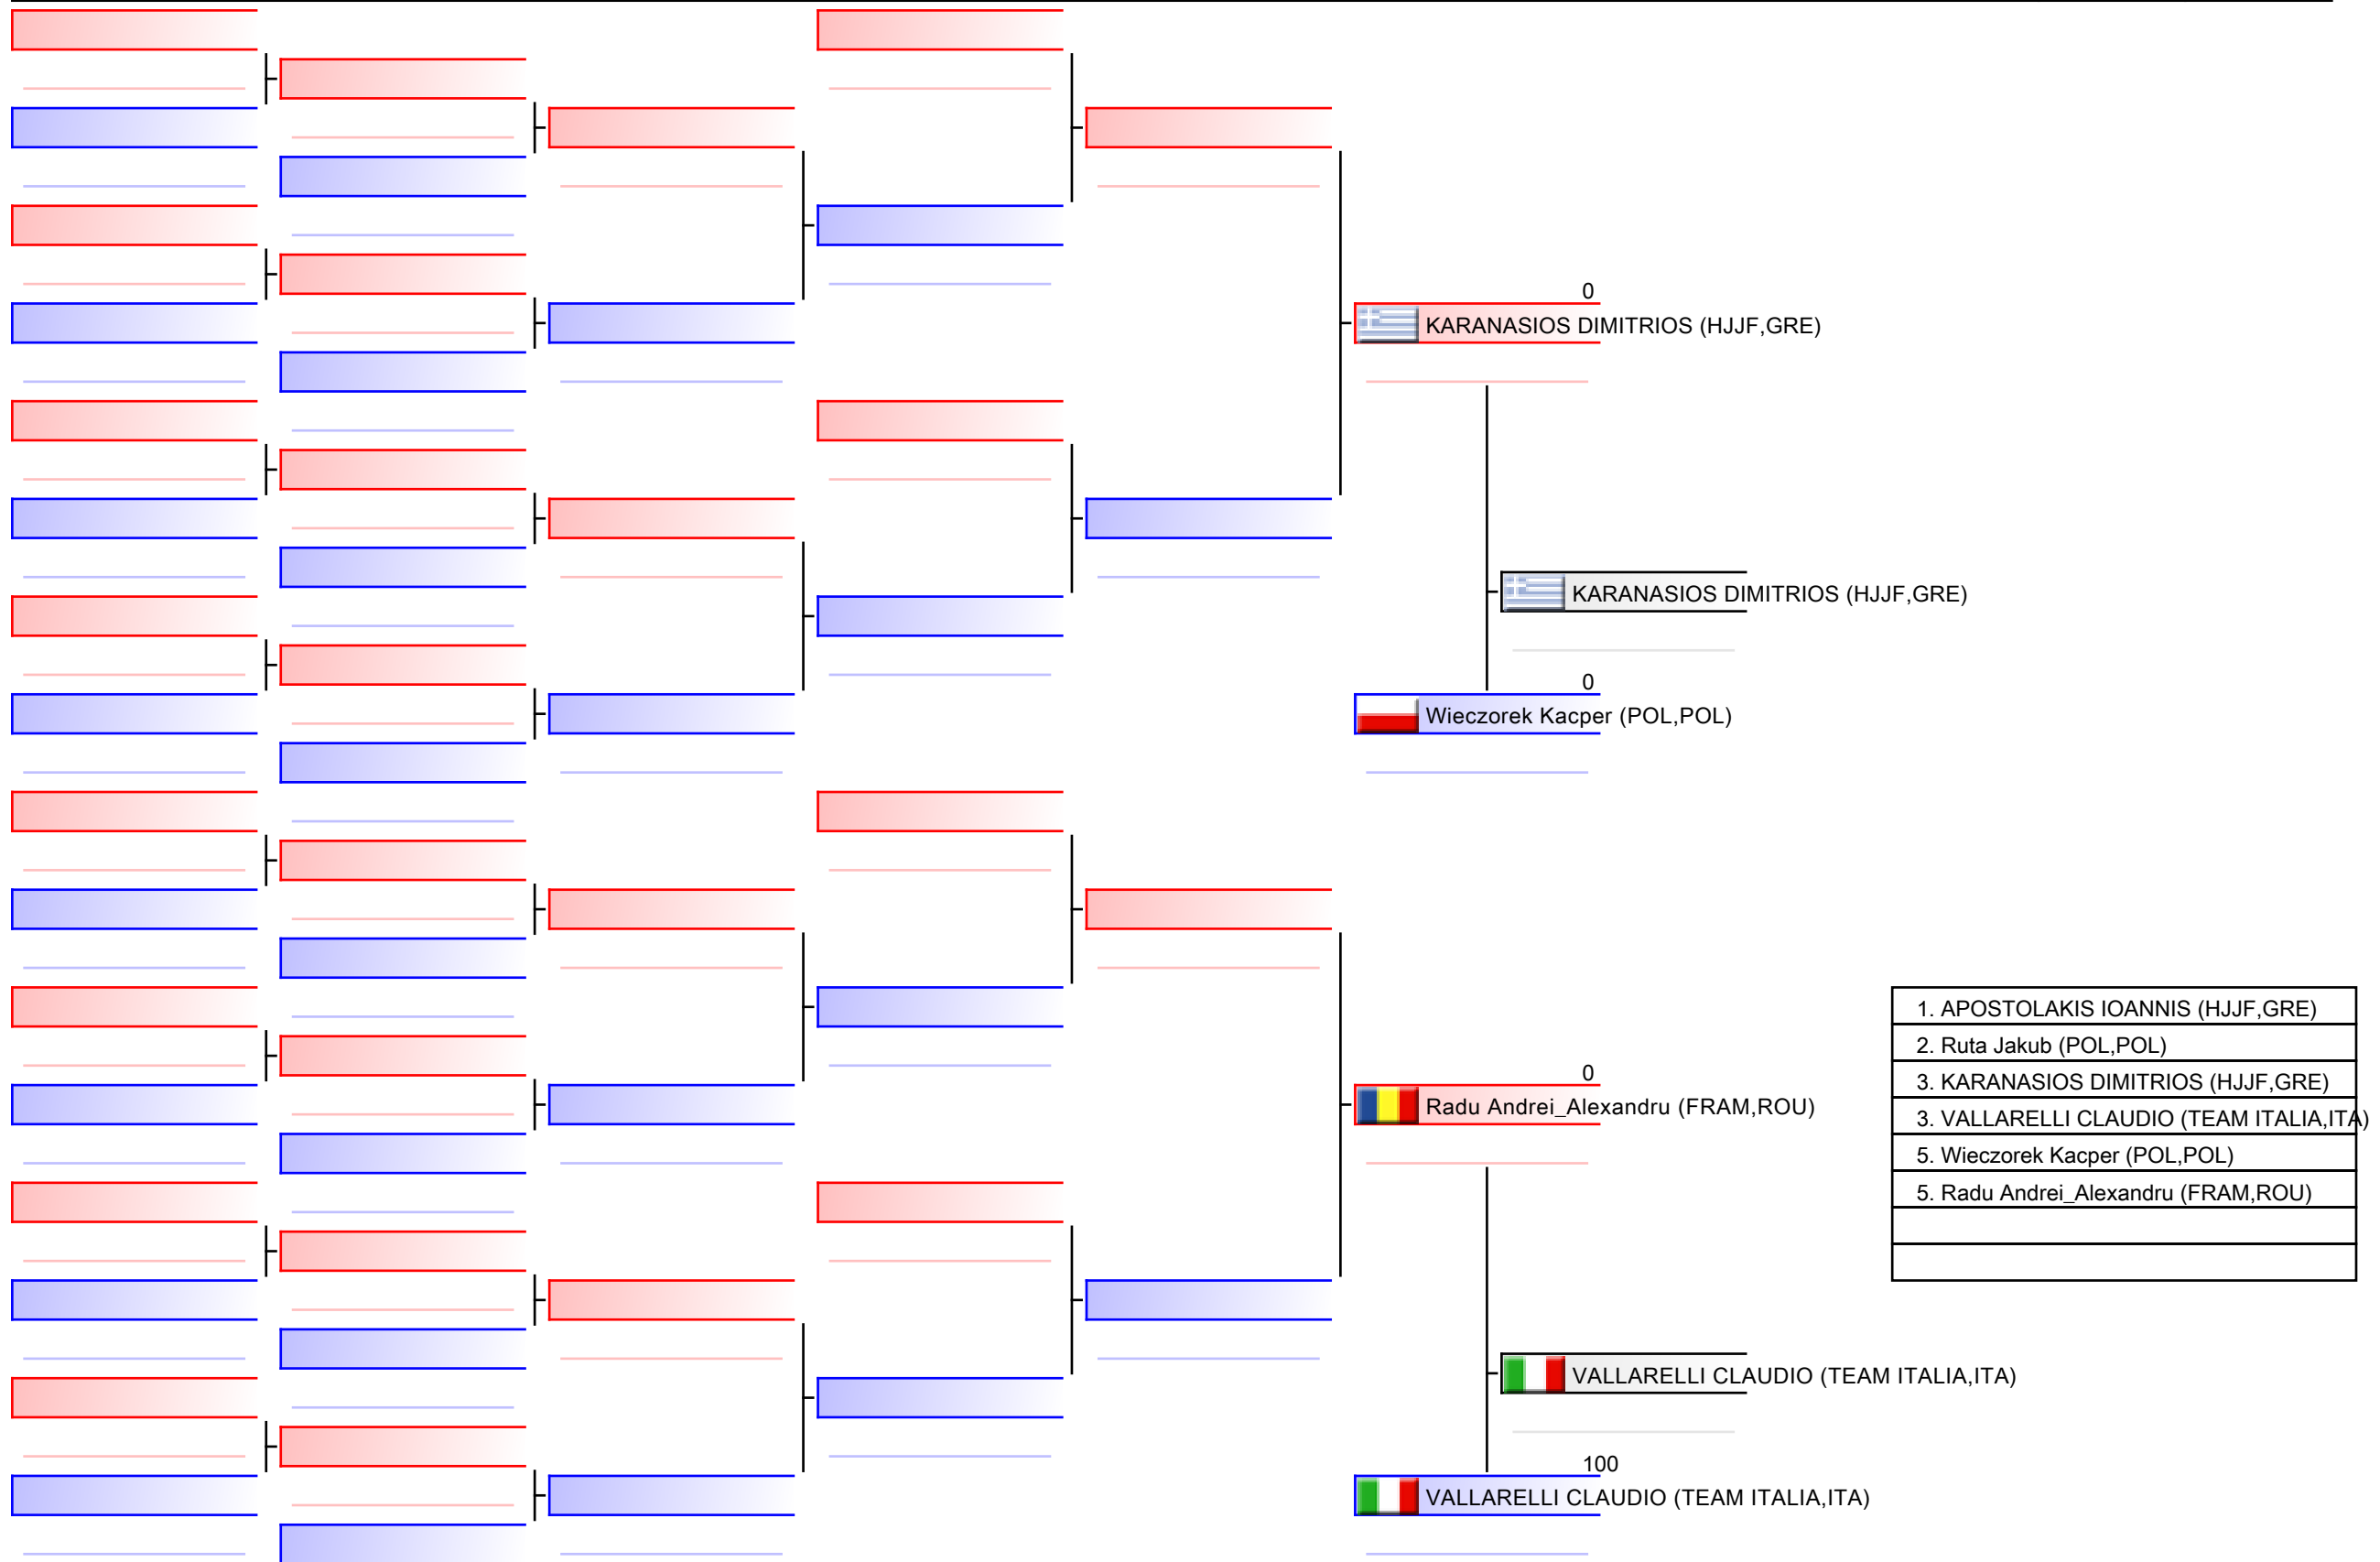 0
KARANASIOS DIMITRIOS (HJJF,GRE)
KARANASIOS DIMITRIOS (HJJF,GRE)
0
Wieczorek Kacper (POL,POL)
0
Radu Andrei_Alexandru (FRAM,ROU)
VALLARELLI CLAUDIO (TEAM ITALIA,ITA)
100
VALLARELLI CLAUDIO (TEAM ITALIA,ITA)
1. APOSTOLAKIS IOANNIS (HJJF,GRE)
2. Ruta Jakub (POL,POL)
3. KARANASIOS DIMITRIOS (HJJF,GRE)
3. VALLARELLI CLAUDIO (TEAM ITALIA,ITA)
5. Wieczorek Kacper (POL,POL)
5. Radu Andrei_Alexandru (FRAM,ROU)